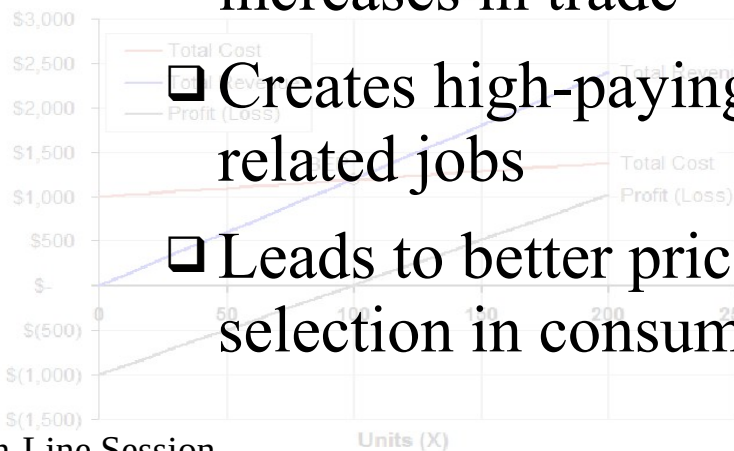 increases in trade
❑ Creates high-paying
related jobs
❑ Leads to better pric
selection in consum
$3,000
$2,500
$2,000
$1,500
$1,000
$500
$-
$(500)
$(1,000)
$(1,500)
Total Cost
Profit (Loss)
Total Revenu
Total Cost
Profit (Loss)
0
50
100
150
200
Units (X)
n-Line Session